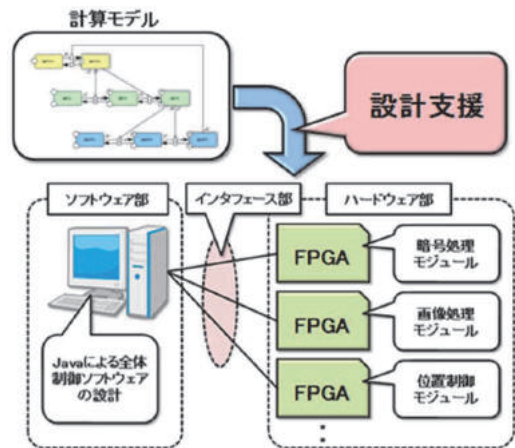 計算モデル
設計支援
ソフトウェア部
インタフェース部
ハードウェア部
FPGA
暗号処理
モジュール
FPGA
画像処理
モジュール
Javaによる全体
制御ソフトウェア
の設計
FPGA
位置制御
モジュール